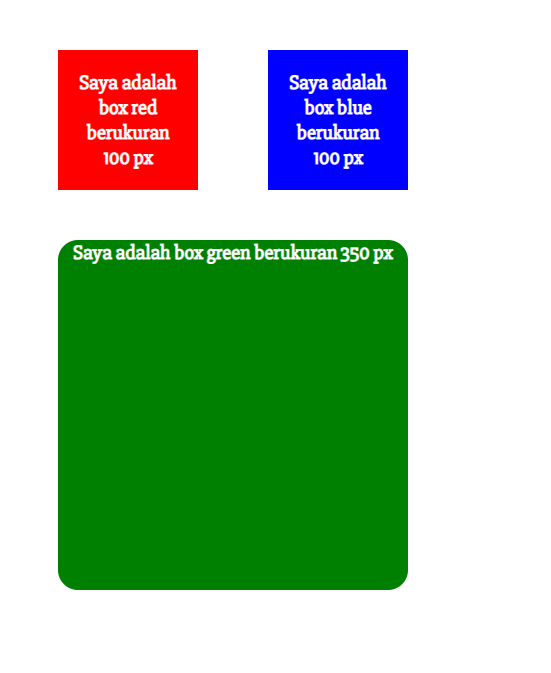 Saya adalah
box red
berukuran
100 px
Saya adalah
box blue
berukuran
100 px
Saya adalah box green berukuran 350 px